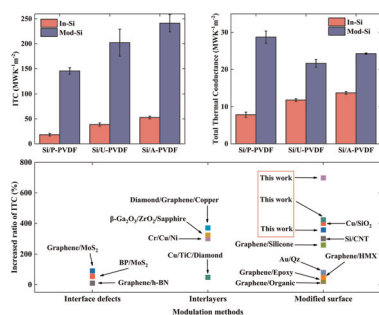 ITC (MWK⁻¹m⁻²)
250
200
150
100
50
0
In-Si
Mod-Si
Si/P-PVDF
Si/U-PVDF
Si/A-PVDF
Total Thermal Conductance (MWK⁻¹m⁻²)
30
20
10
0
In-Si
Mod-Si
Si/P-PVDF
Si/U-PVDF
Si/A-PVDF
Increased ratio of ITC (%)
800
600
400
200
0
This work
Diamond/Graphene/Copper
This work
β-Ga₂O₃/ZrO₂/Sapphire
Cu/SiO₂
This work
Cr/Cu/Ni
Si/CNT
Graphene/MoS₂
Graphene/Silicone
Au/Qz
BP/MoS₂
Cu/TiC/Diamond
Graphene/HMX
Graphene/Epoxy
Graphene/h-BN
Graphene/Organic
Interface defects
Interlayers
Modified surface
Modulation methods